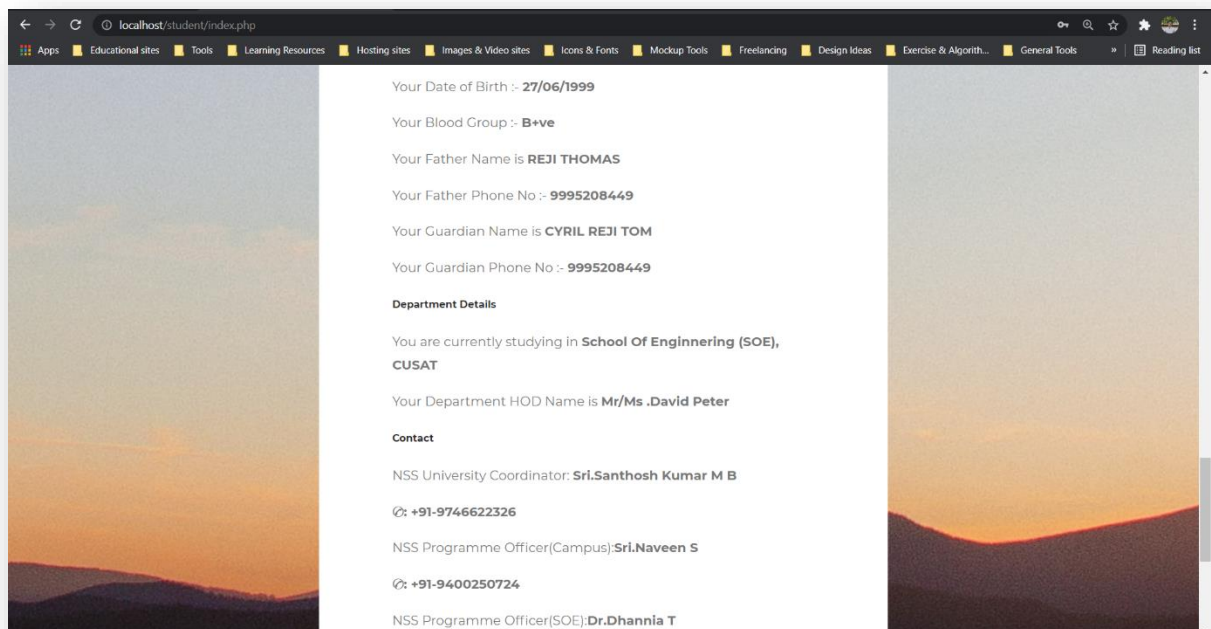 localhost/student/index.php
Apps Educational sites Tools Learning Resources Hosting sites Images & Video sites Icons & Fonts Mockup Tools Freelancing Design Ideas Exercise & Algorith... General Tools » Reading list
Your Date of Birth :- 27/06/1999
Your Blood Group :- B+ve
Your Father Name is REJI THOMAS
Your Father Phone No :- 9995208449
Your Guardian Name is CYRIL REJI TOM
Your Guardian Phone No :- 9995208449
Department Details
You are currently studying in School Of Enginnering (SOE),
CUSAT
Your Department HOD Name is Mr/Ms .David Peter
Contact
NSS University Coordinator: Sri.Santhosh Kumar M B
✆: +91-9746622326
NSS Programme Officer(Campus):Sri.Naveen S
✆: +91-9400250724
NSS Programme Officer(SOE):Dr.Dhannia T